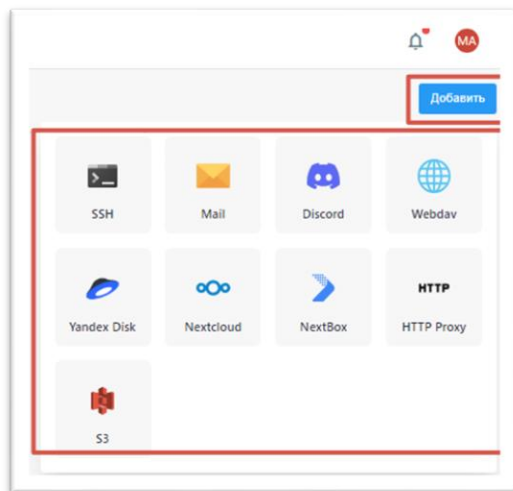 MA
Добавить
SSH Mail Discord Webdav
HTTP
Yandex Disk Nextcloud NextBox HTTP Proxy
S3